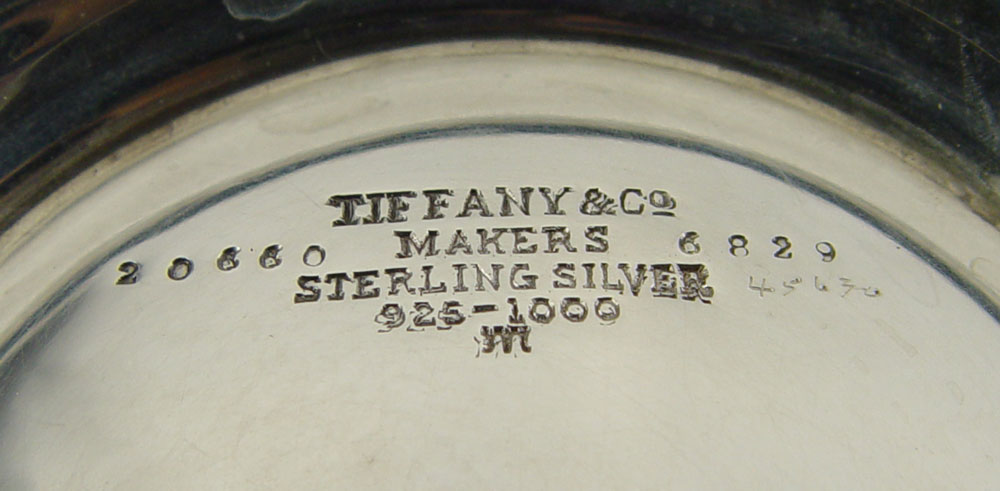 TIFFANY & Co
20660 MAKERS 6829
STERLING SILVER
925-1000
m